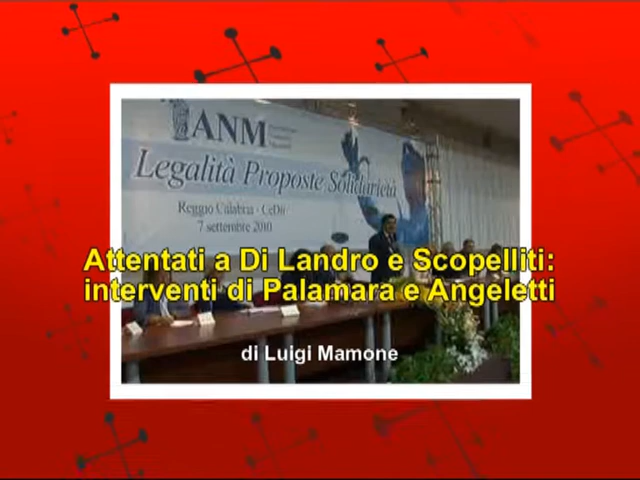 ANM
Legalità Proposte Solidarietà
Reggio Calabria - CeDir
7 settembre 2010
Attentati a Di Landro e Scopelliti:
interventi di Palamara e Angeletti
di Luigi Mamone